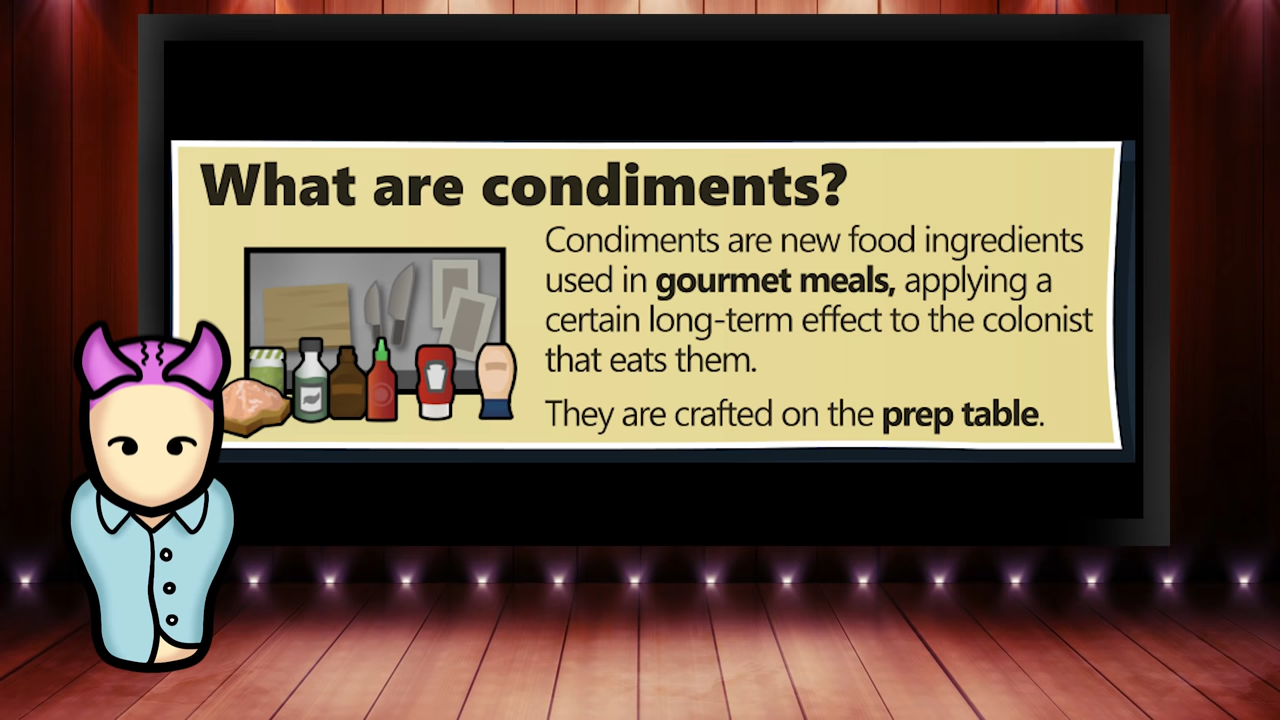 What are condiments?
Condiments are new food ingredients
used in gourmet meals, applying a
certain long-term effect to the colonist
that eats them.
They are crafted on the prep table.